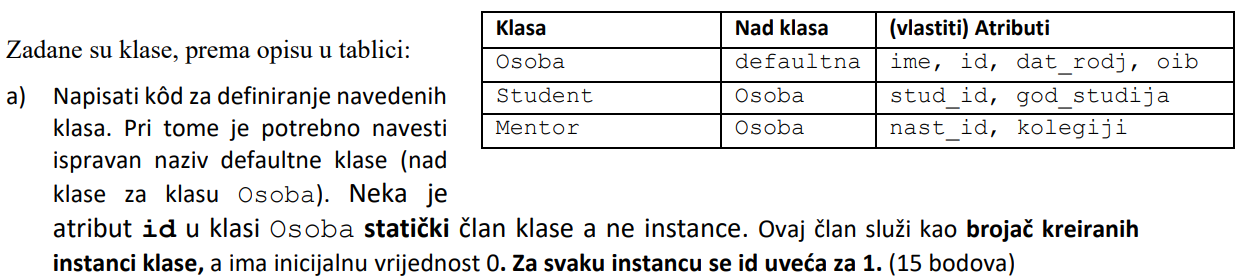 Zadane su klase, prema opisu u tablici:
Klasa Nad klasa (vlastiti) Atributi
Osoba defaultna ime, id, dat_rodj, oib
Student Osoba stud_id, god_studija
Mentor Osoba nast_id, kolegiji
a) Napisati kôd za definiranje navedenih
klasa. Pri tome je potrebno navesti
ispravan naziv defaultne klase (nad
klase za klasu Osoba). Neka je
atribut id u klasi Osoba statički član klase a ne instance. Ovaj član služi kao brojač kreiranih
instanci klase, a ima inicijalnu vrijednost 0. Za svaku instancu se id uveća za 1. (15 bodova)